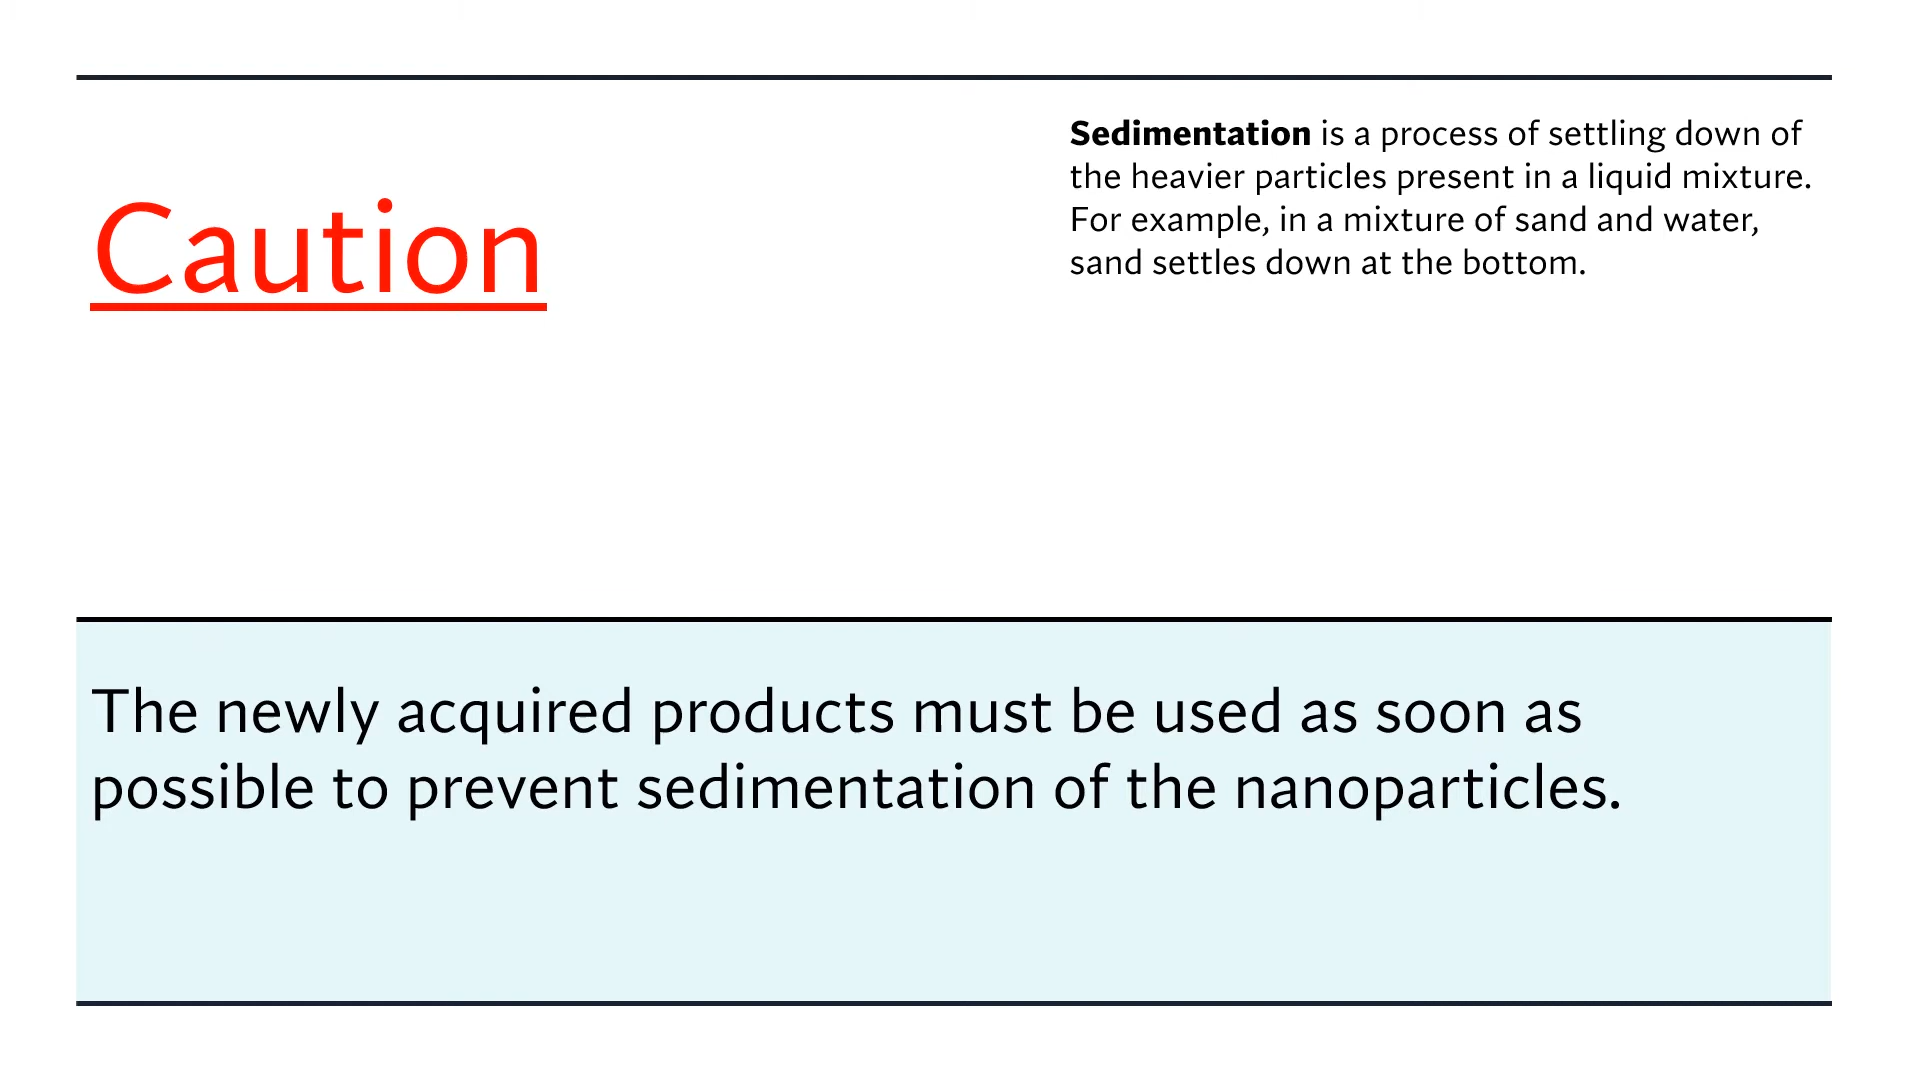 Caution
Sedimentation is a process of settling down of
the heavier particles present in a liquid mixture.
For example, in a mixture of sand and water,
sand settles down at the bottom.
The newly acquired products must be used as soon as
possible to prevent sedimentation of the nanoparticles.